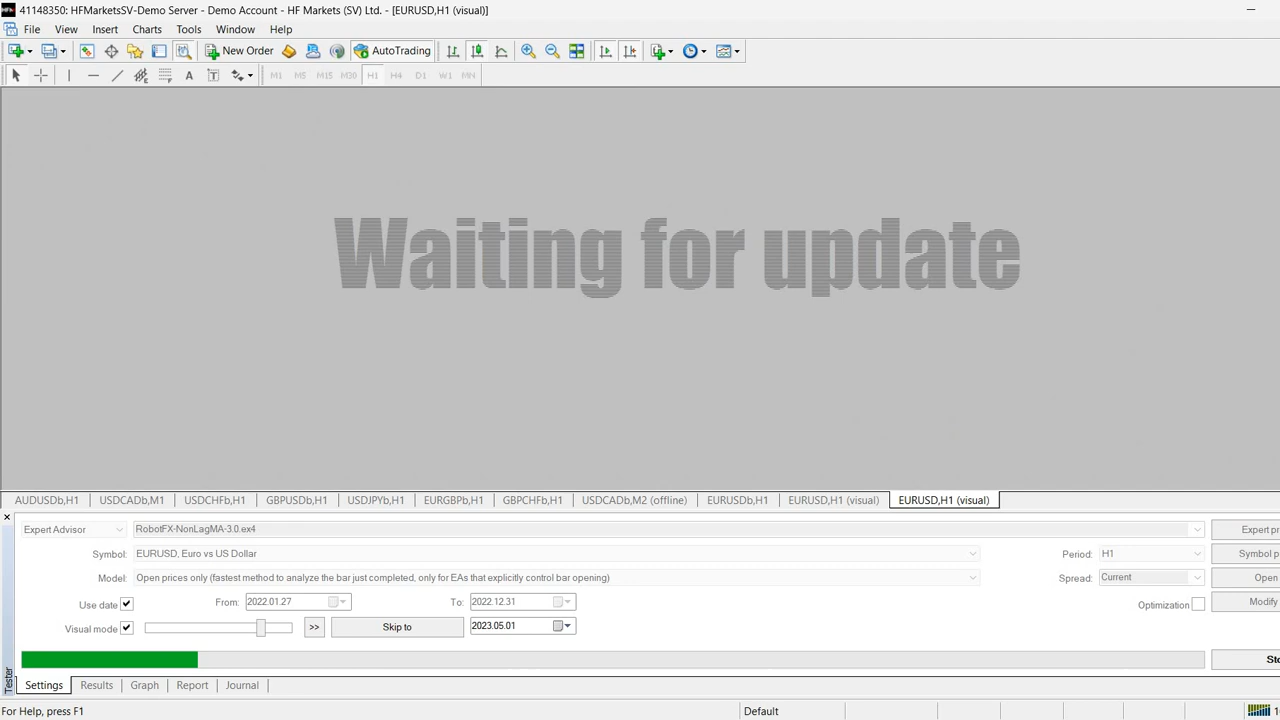 41148350: HFMarketsSV-Demo Server - Demo Account - HF Markets (SV) Ltd. - [EURUSD,H1 (visual)]
File View Insert Charts Tools Window Help
New Order AutoTrading
A T M1 M5 M15 M30 H1 H4 D1 W1 MN
Waiting for update
AUDUSDb,H1 USDCADb,M1 USDCHFb,H1 GBPUSDb,H1 USDJPYb,H1 EURGBPb,H1 GBPCHFb,H1 USDCADb,M2 (offline) EURUSDb,H1 EURUSD,H1 (visual) EURUSD,H1 (visual)
Expert Advisor RobotFX-NonLagMA-3.0.ex4 Expert pr
Symbol: EURUSD, Euro vs US Dollar Period: H1 Symbol p
Model: Open prices only (fastest method to analyze the bar just completed, only for EAs that explicitly control bar opening) Spread: Current Open
Use date From: 2022.01.27 To: 2022.12.31 Optimization Modify
Visual mode >> Skip to 2023.05.01
Sto
Tester
Settings Results Graph Report Journal
For Help, press F1 Default